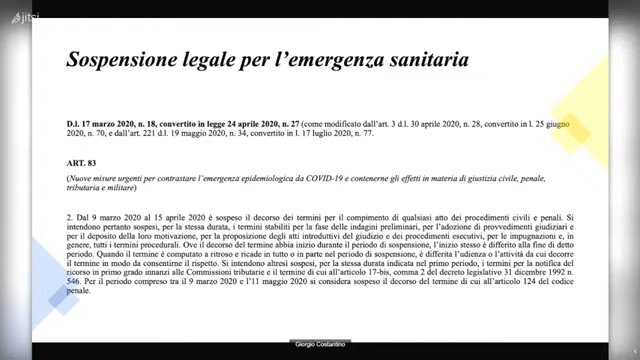 jitsi
Sospensione legale per l’emergenza sanitaria
D.l. 17 marzo 2020, n. 18, convertito in legge 24 aprile 2020, n. 27 (come modificato dall’art. 3 d.l. 30 aprile 2020, n. 28, convertito in l. 25 giugno
2020, n. 70, e dall’art. 221 d.l. 19 maggio 2020, n. 34, convertito in l. 17 luglio 2020, n. 77.
ART. 83
(Nuove misure urgenti per contrastare l’emergenza epidemiologica da COVID-19 e contenerne gli effetti in materia di giustizia civile, penale,
tributaria e militare)
2. Dal 9 marzo 2020 al 15 aprile 2020 è sospeso il decorso dei termini per il compimento di qualsiasi atto dei procedimenti civili e penali. Si
intendono pertanto sospesi, per la stessa durata, i termini stabiliti per la fase delle indagini preliminari, per l’adozione di provvedimenti giudiziari e
per il deposito della loro motivazione, per la proposizione degli atti introduttivi del giudizio e dei procedimenti esecutivi, per le impugnazioni e, in
genere, tutti i termini procedurali. Ove il decorso del termine abbia inizio durante il periodo di sospensione, l’inizio stesso è differito alla fine di detto
periodo. Quando il termine è computato a ritroso e ricade in tutto o in parte nel periodo di sospensione, è differita l’udienza o l’attività da cui decorre
il termine in modo da consentirne il rispetto. Si intendono altresì sospesi, per la stessa durata indicata nel primo periodo, i termini per la notifica del
ricorso in primo grado innanzi alle Commissioni tributarie e il termine di cui all’articolo 17-bis, comma 2 del decreto legislativo 31 dicembre 1992 n.
546. Per il periodo compreso tra il 9 marzo 2020 e l’11 maggio 2020 si considera sospeso il decorso del termine di cui all’articolo 124 del codice
penale.
Giorgio Costantino